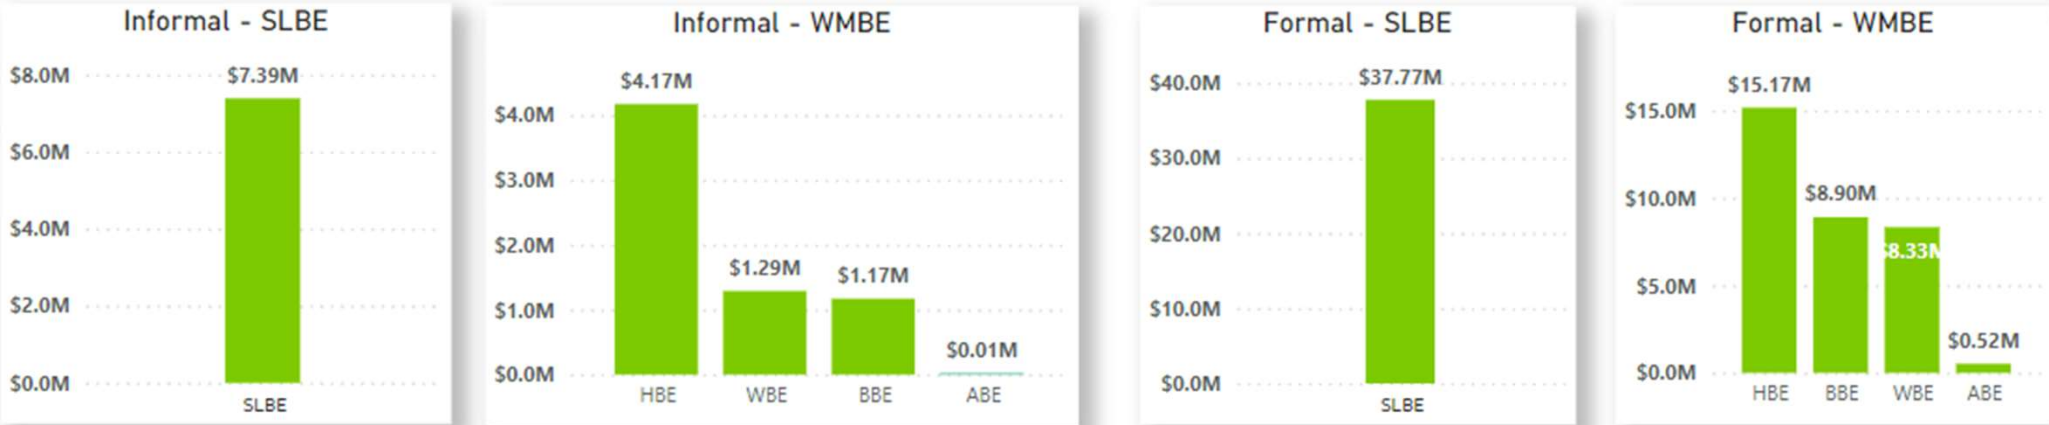 Informal - SLBE
$8.0M
$7.39M
$6.0M
$4.0M
$2.0M
$0.0M
SLBE
Informal - WMBE
$4.17M
$4.0M
$3.0M
$2.0M
$1.29M
$1.17M
$1.0M
$0.01M
$0.0M
HBE WBE BBE ABE
Formal - SLBE
$40.0M
$37.77M
$30.0M
$20.0M
$10.0M
$0.0M
SLBE
Formal - WMBE
$15.17M
$15.0M
$10.0M
$8.90M
$8.33M
$5.0M
$0.52M
$0.0M
HBE BBE WBE ABE